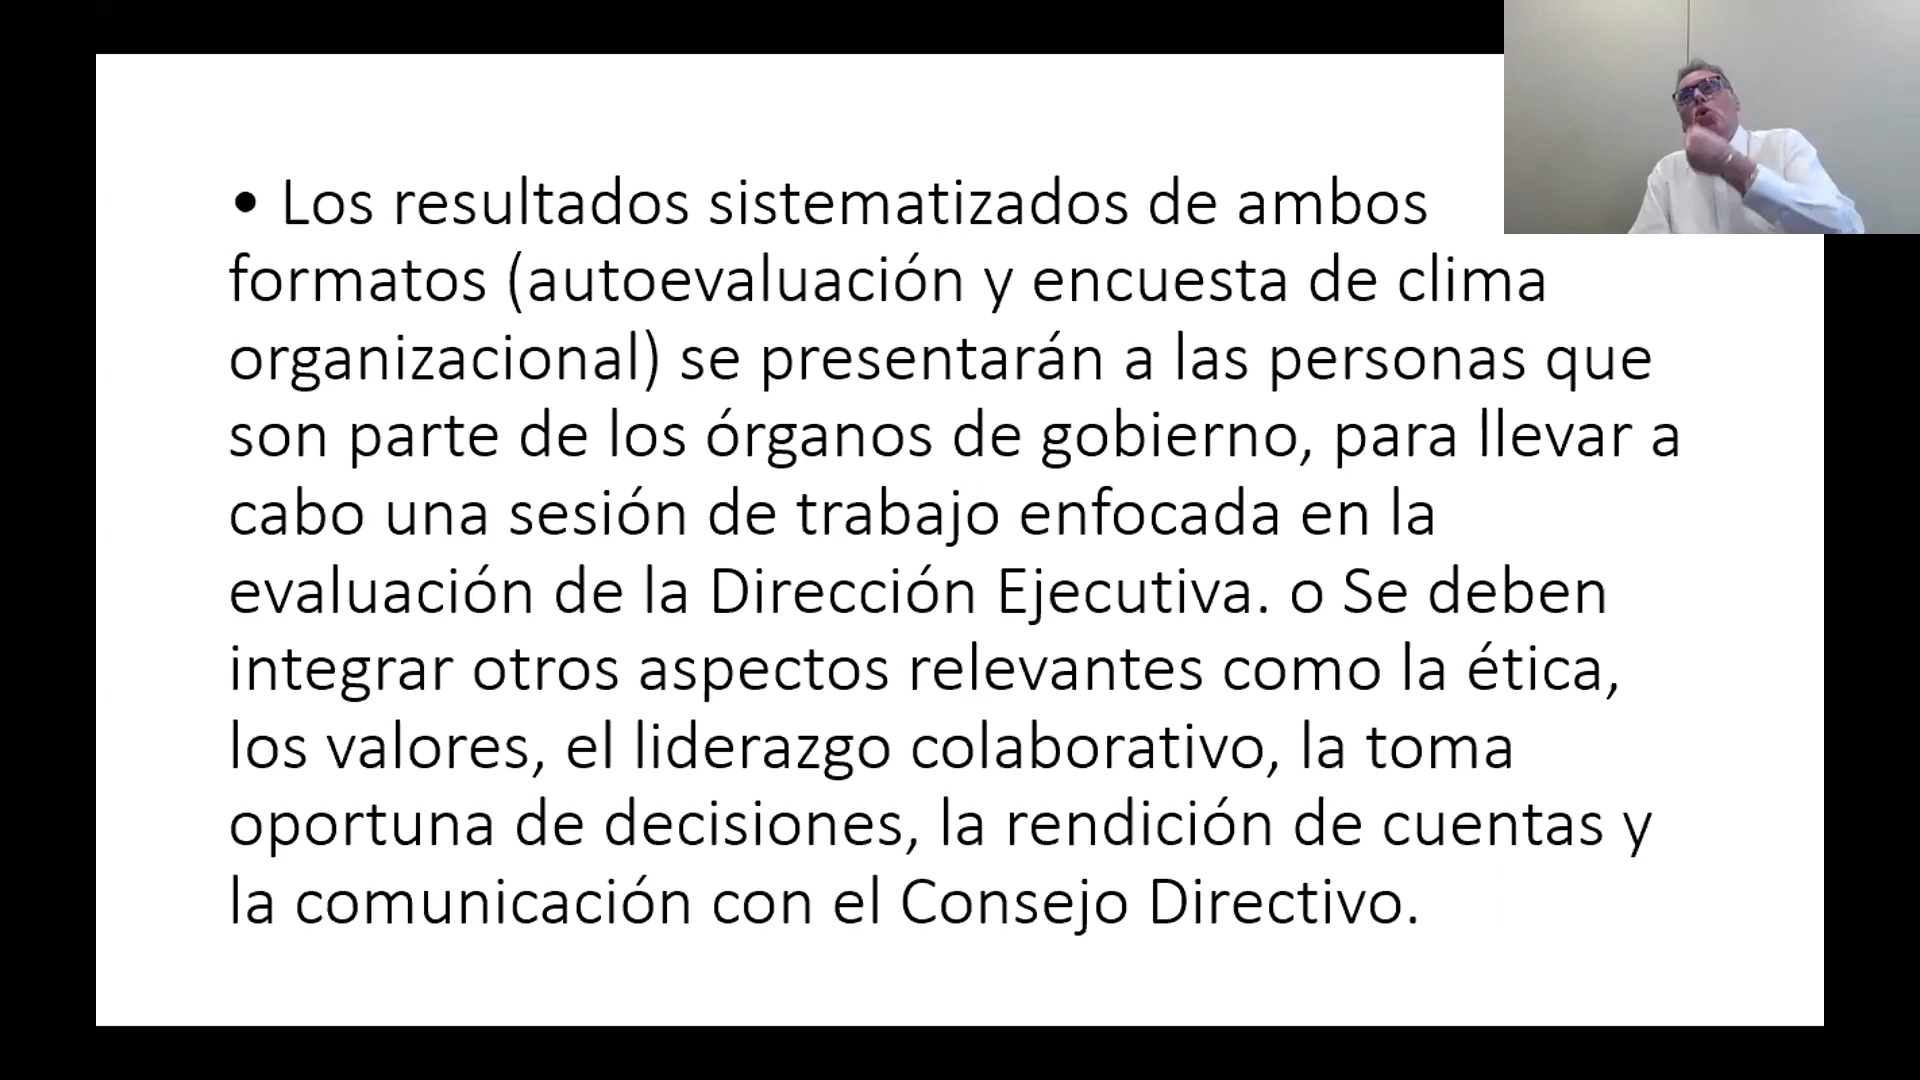 • Los resultados sistematizados de ambos
formatos (autoevaluación y encuesta de clima
organizacional) se presentarán a las personas que
son parte de los órganos de gobierno, para llevar a
cabo una sesión de trabajo enfocada en la
evaluación de la Dirección Ejecutiva. o Se deben
integrar otros aspectos relevantes como la ética,
los valores, el liderazgo colaborativo, la toma
oportuna de decisiones, la rendición de cuentas y
la comunicación con el Consejo Directivo.